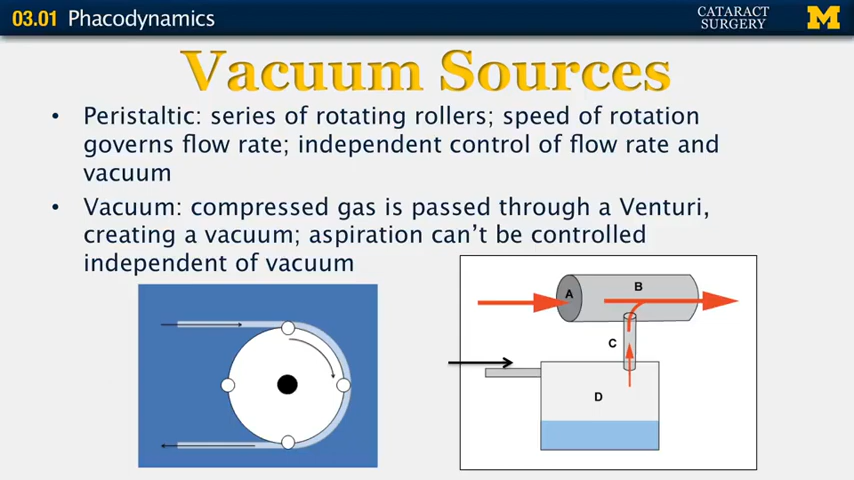 03.01 Phacodynamics
CATARACT
SURGERY
M
Vacuum Sources
• Peristaltic: series of rotating rollers; speed of rotation
governs flow rate; independent control of flow rate and
vacuum
• Vacuum: compressed gas is passed through a Venturi,
creating a vacuum; aspiration can't be controlled
independent of vacuum
A
B
C
D